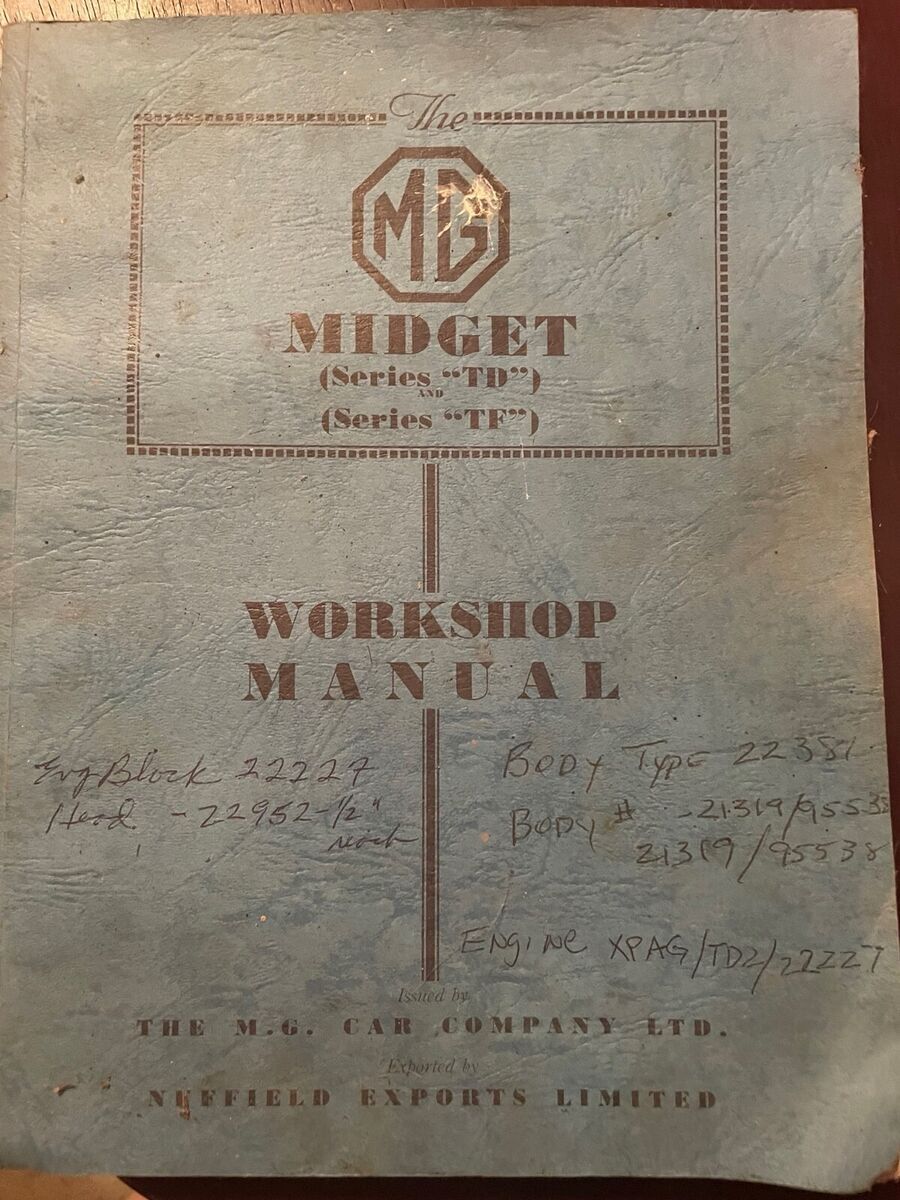 The
MG
MIDGET
(Series "TD")
AND
(Series "TF")
WORKSHOP
MANUAL
Eng Block 22227
Head - 22952 - 1/2"
reach
Body Type 22381
Body # - 21319/95538
21319/95538
Engine XPAG/TD2/22227
Issued by
THE M.G. CAR COMPANY LTD.
Exported by
NUFFIELD EXPORTS LIMITED